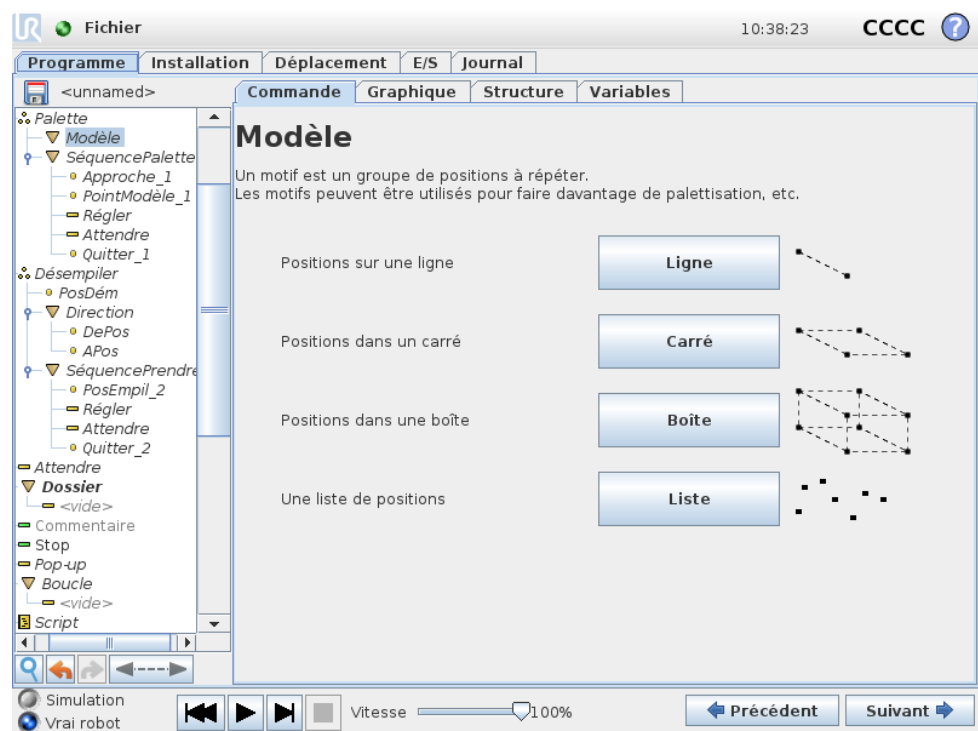 UR Fichier 10:38:23 CCCC ?
Programme Installation Déplacement E/S Journal
<unnamed>
Commande Graphique Structure Variables
Palette
Modèle
SéquencePalette
Approche_1
PointModèle_1
Régler
Attendre
Quitter_1
Désempiler
PosDém
Direction
DePos
APos
SéquencePrendre
PosEmpil_2
Régler
Attendre
Quitter_2
Attendre
Dossier
<vide>
Commentaire
Stop
Pop-up
Boucle
<vide>
Script
Modèle
Un motif est un groupe de positions à répéter.
Les motifs peuvent être utilisés pour faire davantage de palettisation, etc.
Positions sur une ligne Ligne
Positions dans un carré Carré
Positions dans une boîte Boîte
Une liste de positions Liste
Simulation
Vrai robot
Vitesse 100%
Précédent Suivant